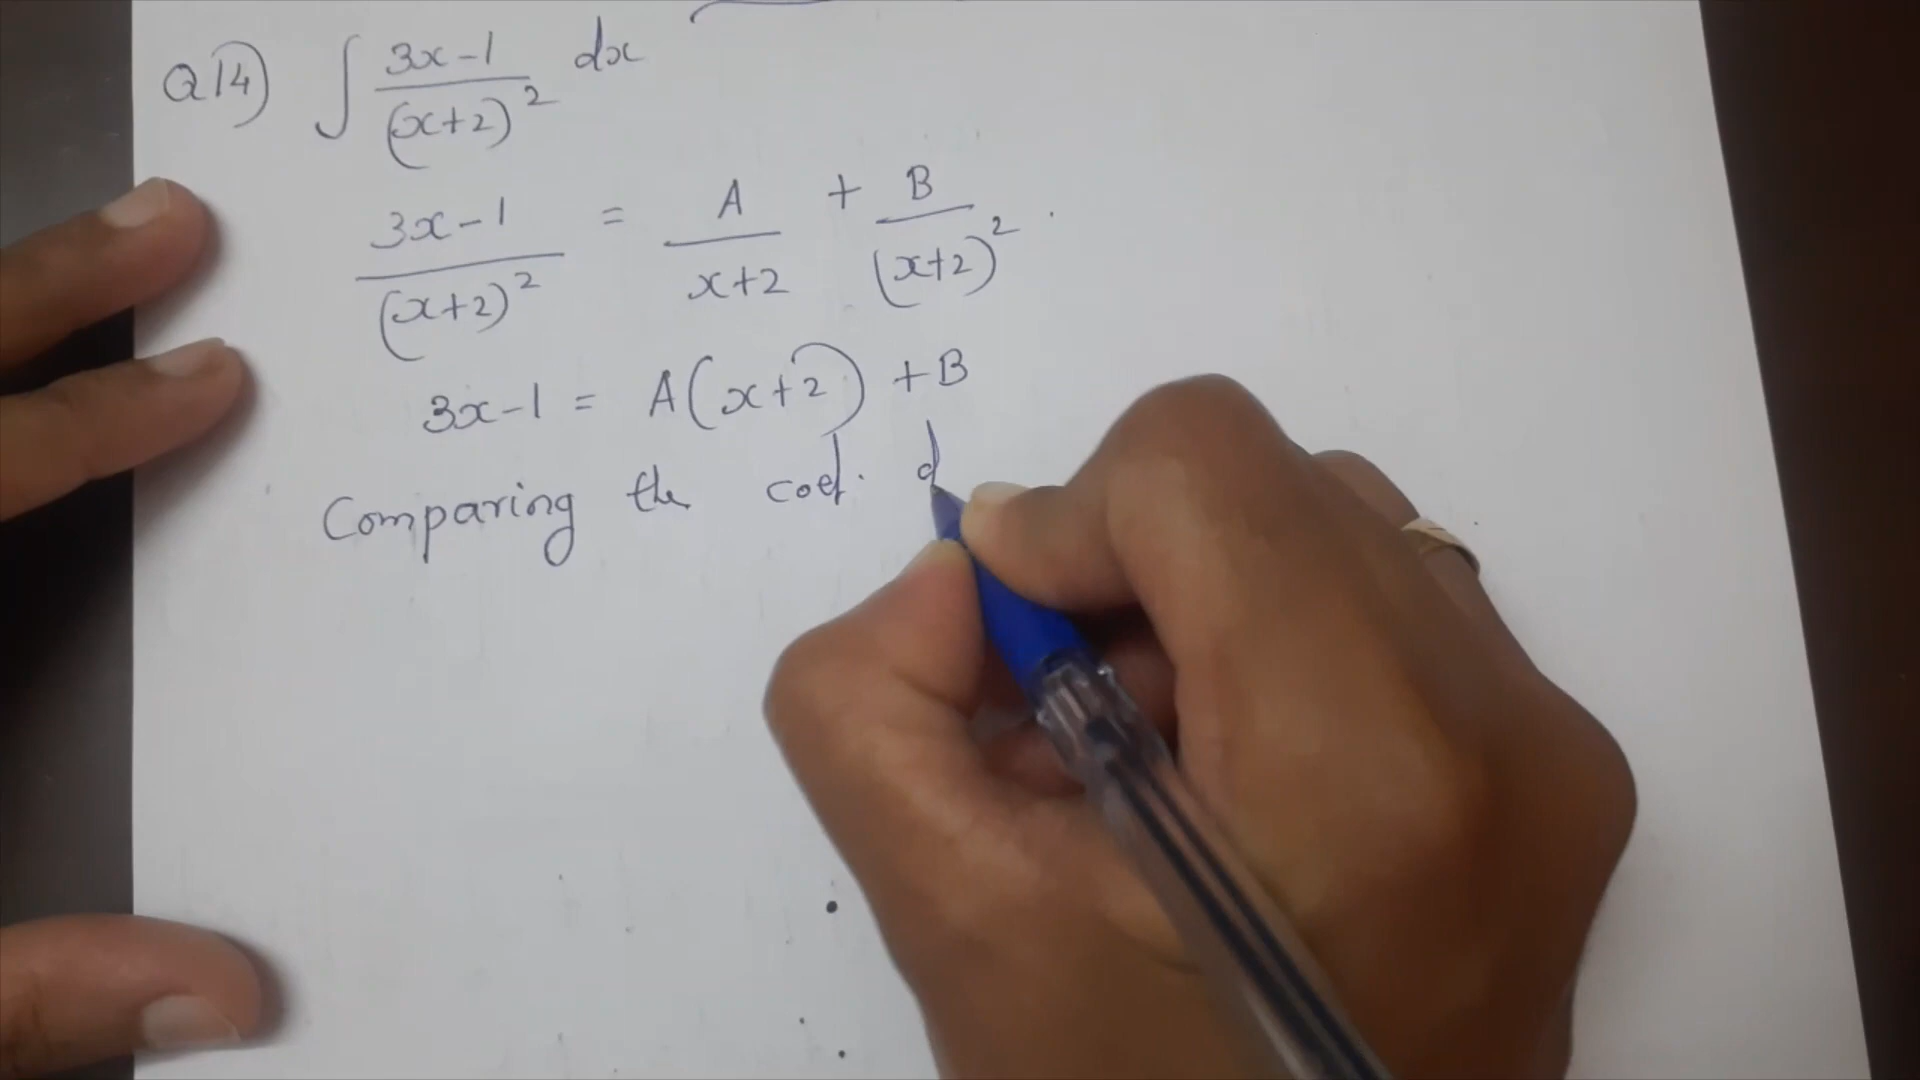 Q14) ∫ 3x-1 / (x+2)² dx
3x-1 / (x+2)² = A / x+2 + B / (x+2)²
3x-1 = A(x+2) + B
Comparing the coef.